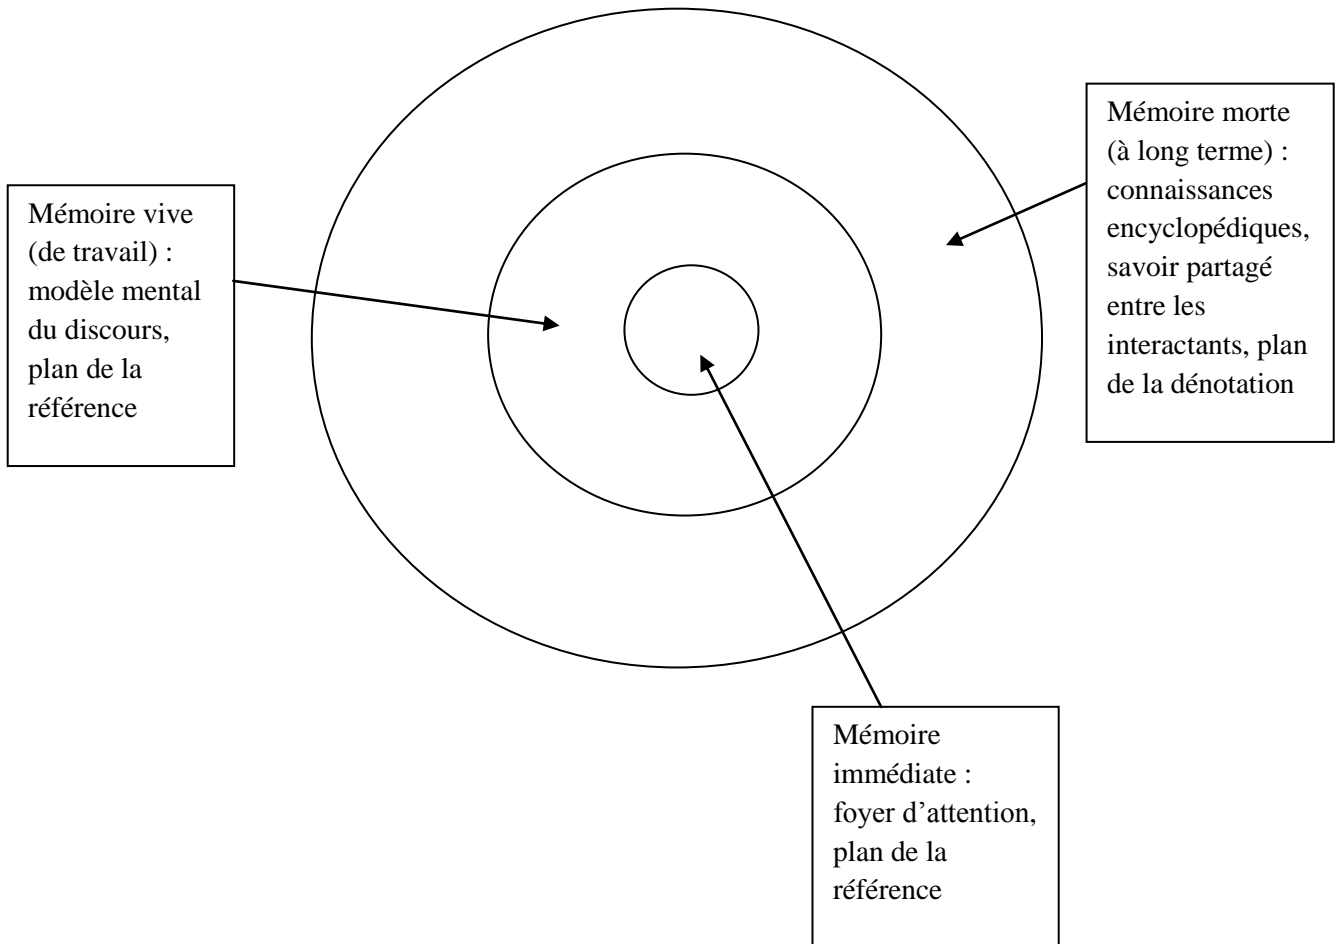 Mémoire vive
(de travail) :
modèle mental
du discours,
plan de la
référence
Mémoire morte
(à long terme) :
connaissances
encyclopédiques,
savoir partagé
entre les
interactants, plan
de la dénotation
Mémoire
immédiate :
foyer d’attention,
plan de la
référence